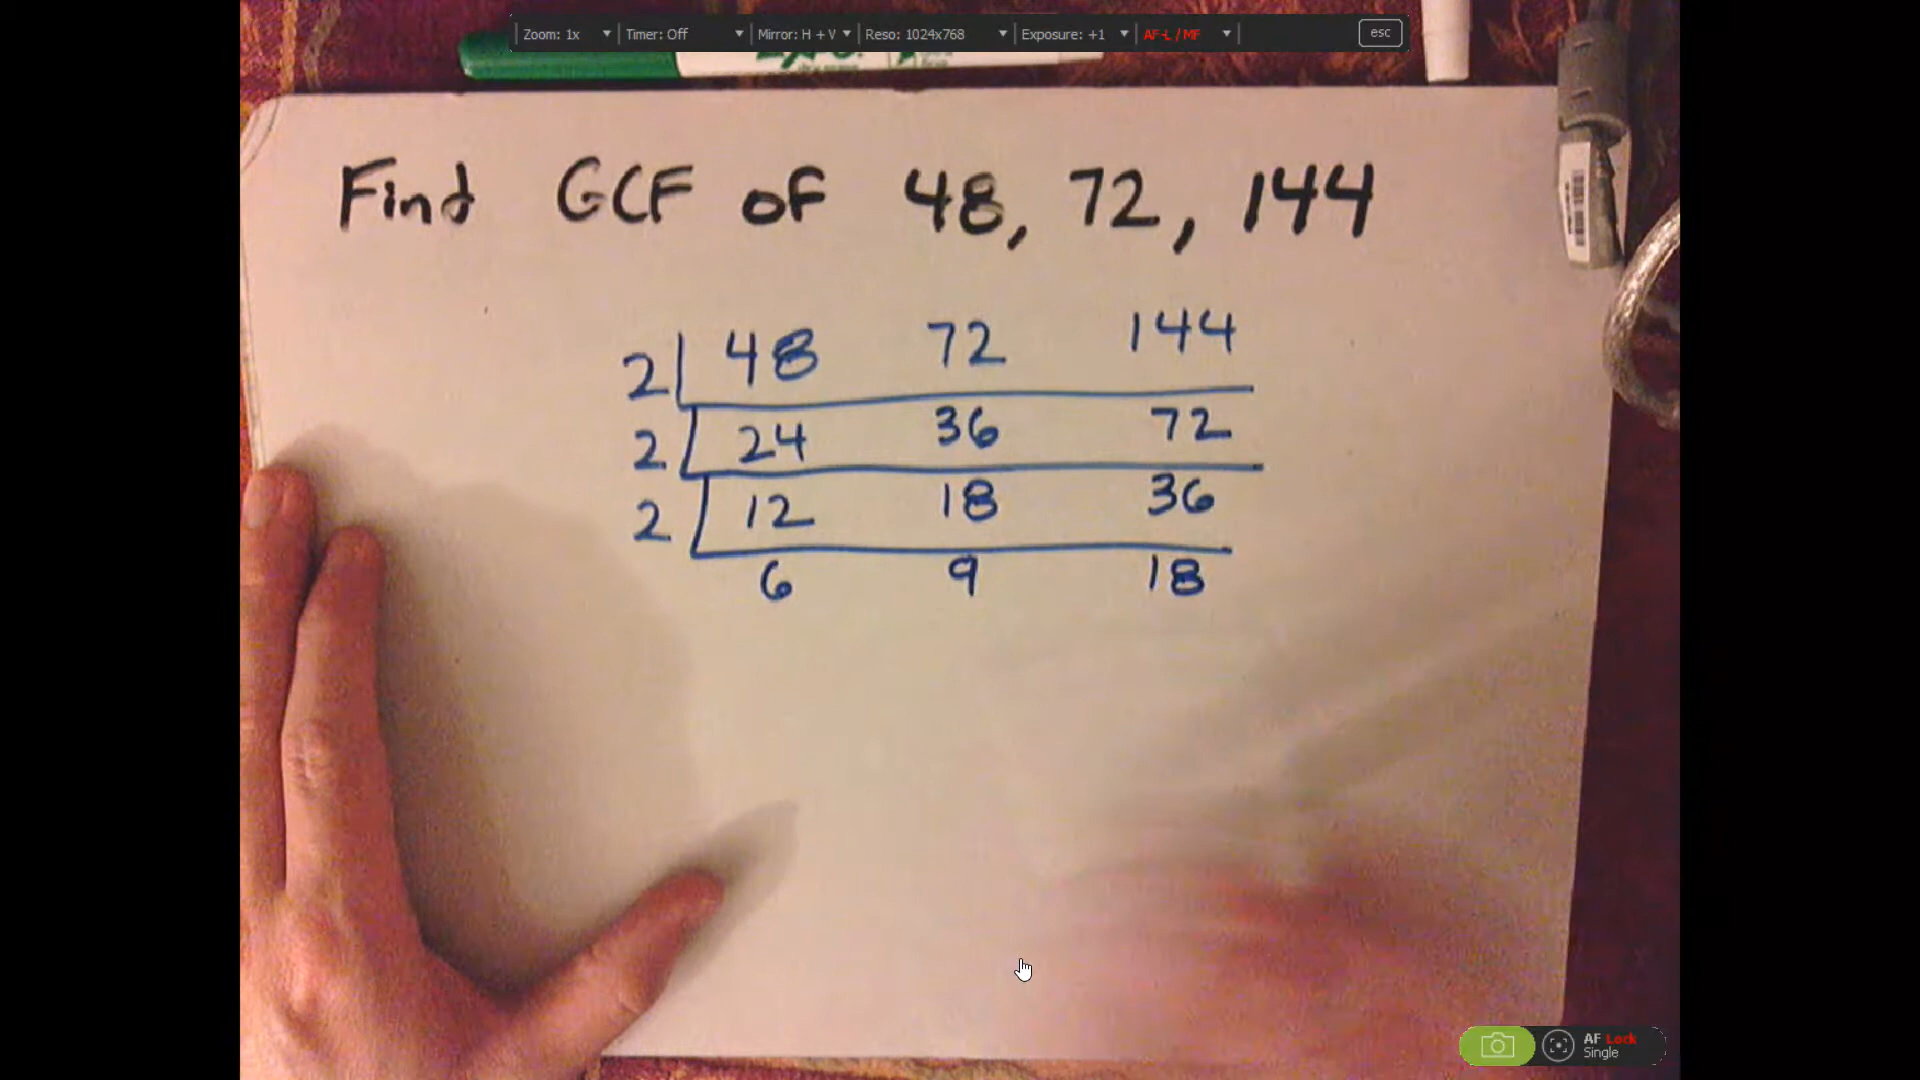 Zoom: 1x Timer: Off Mirror: H + V Reso: 1024x768 Exposure: +1 AF-L / MF esc
Find GCF of 48, 72, 144
2 48 72 144
2 24 36 72
2 12 18 36
6 9 18
AF Lock
Single